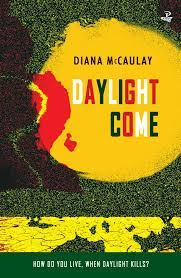 DIANA McCAULAY
DAYLIGHT
COME
HOW DO YOU LIVE, WHEN DAYLIGHT KILLS?